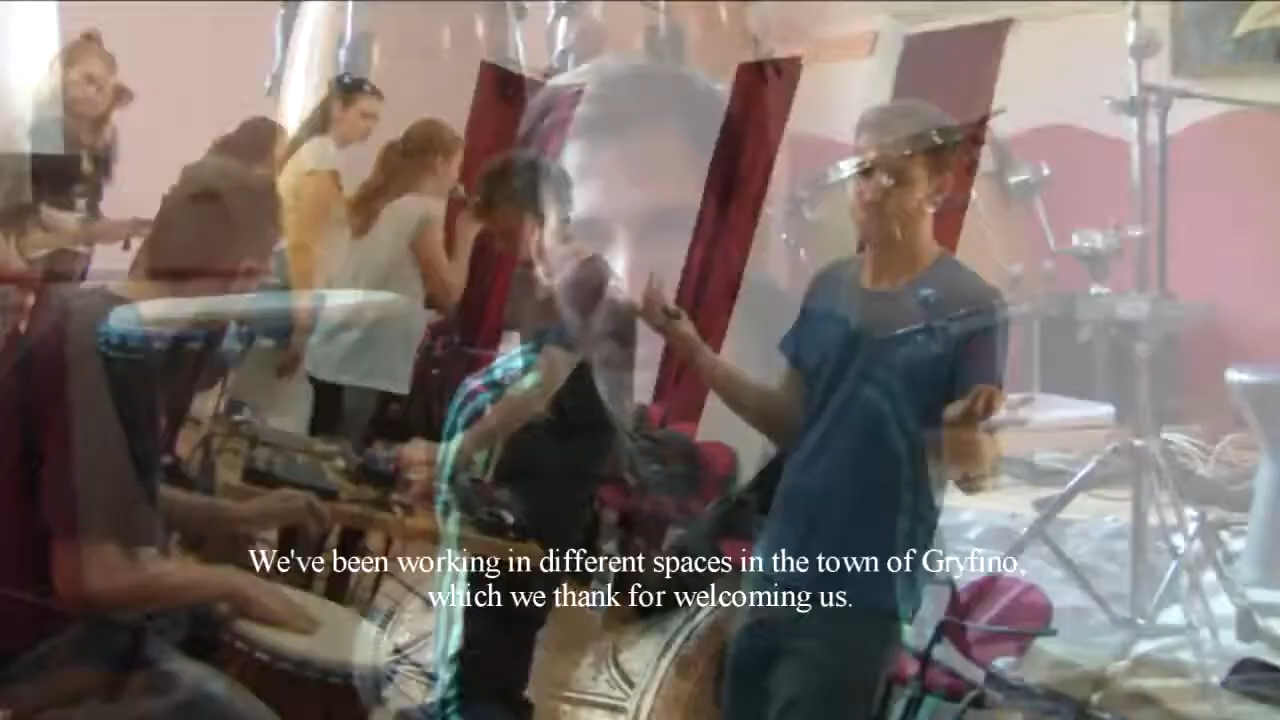 We've been working in different spaces in the town of Gryfino,
which we thank for welcoming us.